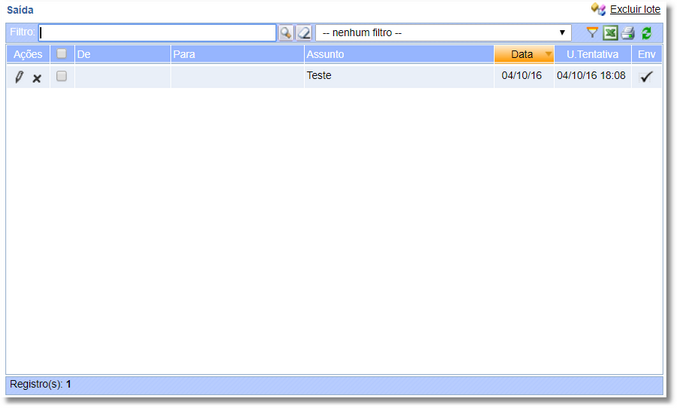 Saída
Excluir lote
Filtro: -- nenhum filtro --
Ações De Para Assunto Data U.Tentativa Env
Teste 04/10/16 04/10/16 18:08
Registro(s): 1